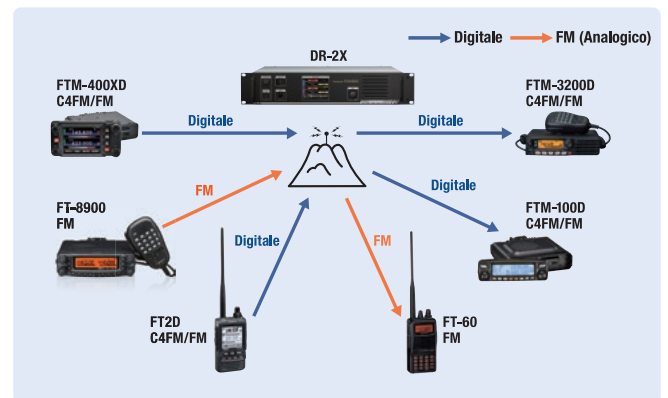 Digitale
FM (Analogico)
DR-2X
FTM-400XD
C4FM/FM
Digitale
Digitale
FTM-3200D
C4FM/FM
FT-8900
FM
FM
Digitale
FM
Digitale
FTM-100D
C4FM/FM
FT2D
C4FM/FM
FT-60
FM